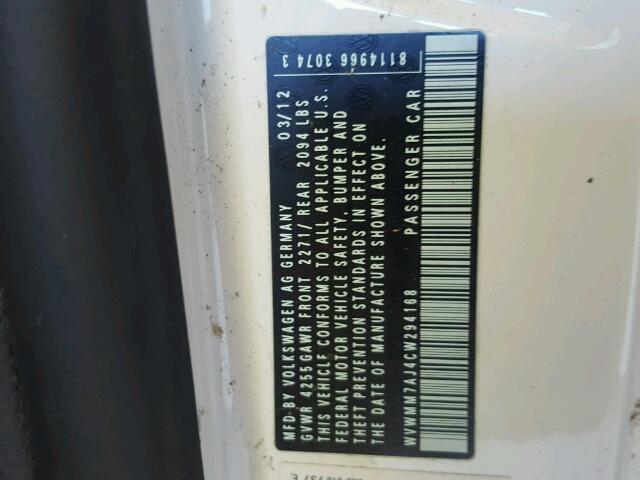 MFD·BY VOLKSWAGEN AG GERMANY 03/12 8114966 3074 3
GVWR 4255GAWR FRONT 2271/ REAR 2094 LBS
THIS VEHICLE CONFORMS TO ALL APPLICABLE U.S.
FEDERAL MOTOR VEHICLE SAFETY, BUMPER AND
THEFT PREVENTION STANDARDS IN EFFECT ON
THE DATE OF MANUFACTURE SHOWN ABOVE.
WVWMM7AJ4CW294168 PASSENGER CAR